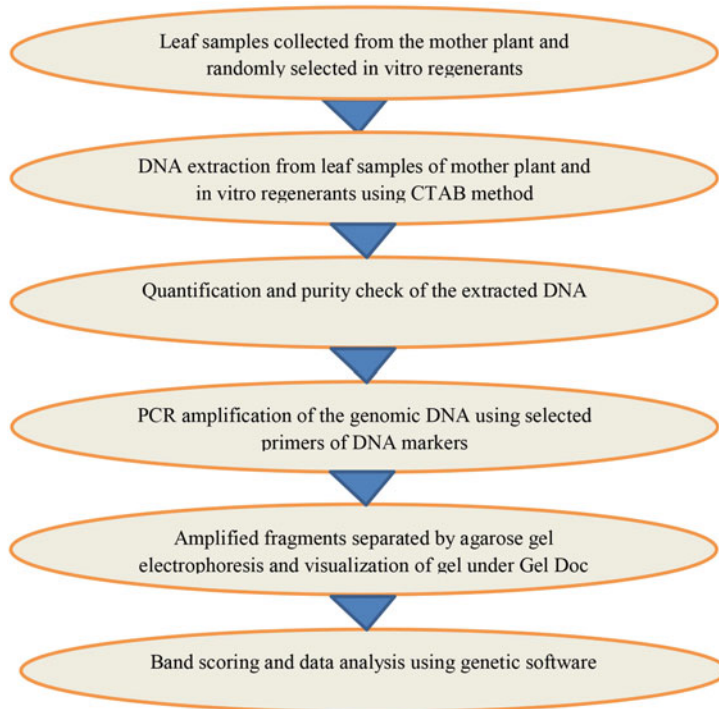 Leaf samples collected from the mother plant and
randomly selected in vitro regenerants
DNA extraction from leaf samples of mother plant and
in vitro regenerants using CTAB method
Quantification and purity check of the extracted DNA
PCR amplification of the genomic DNA using selected
primers of DNA markers
Amplified fragments separated by agarose gel
electrophoresis and visualization of gel under Gel Doc
Band scoring and data analysis using genetic software